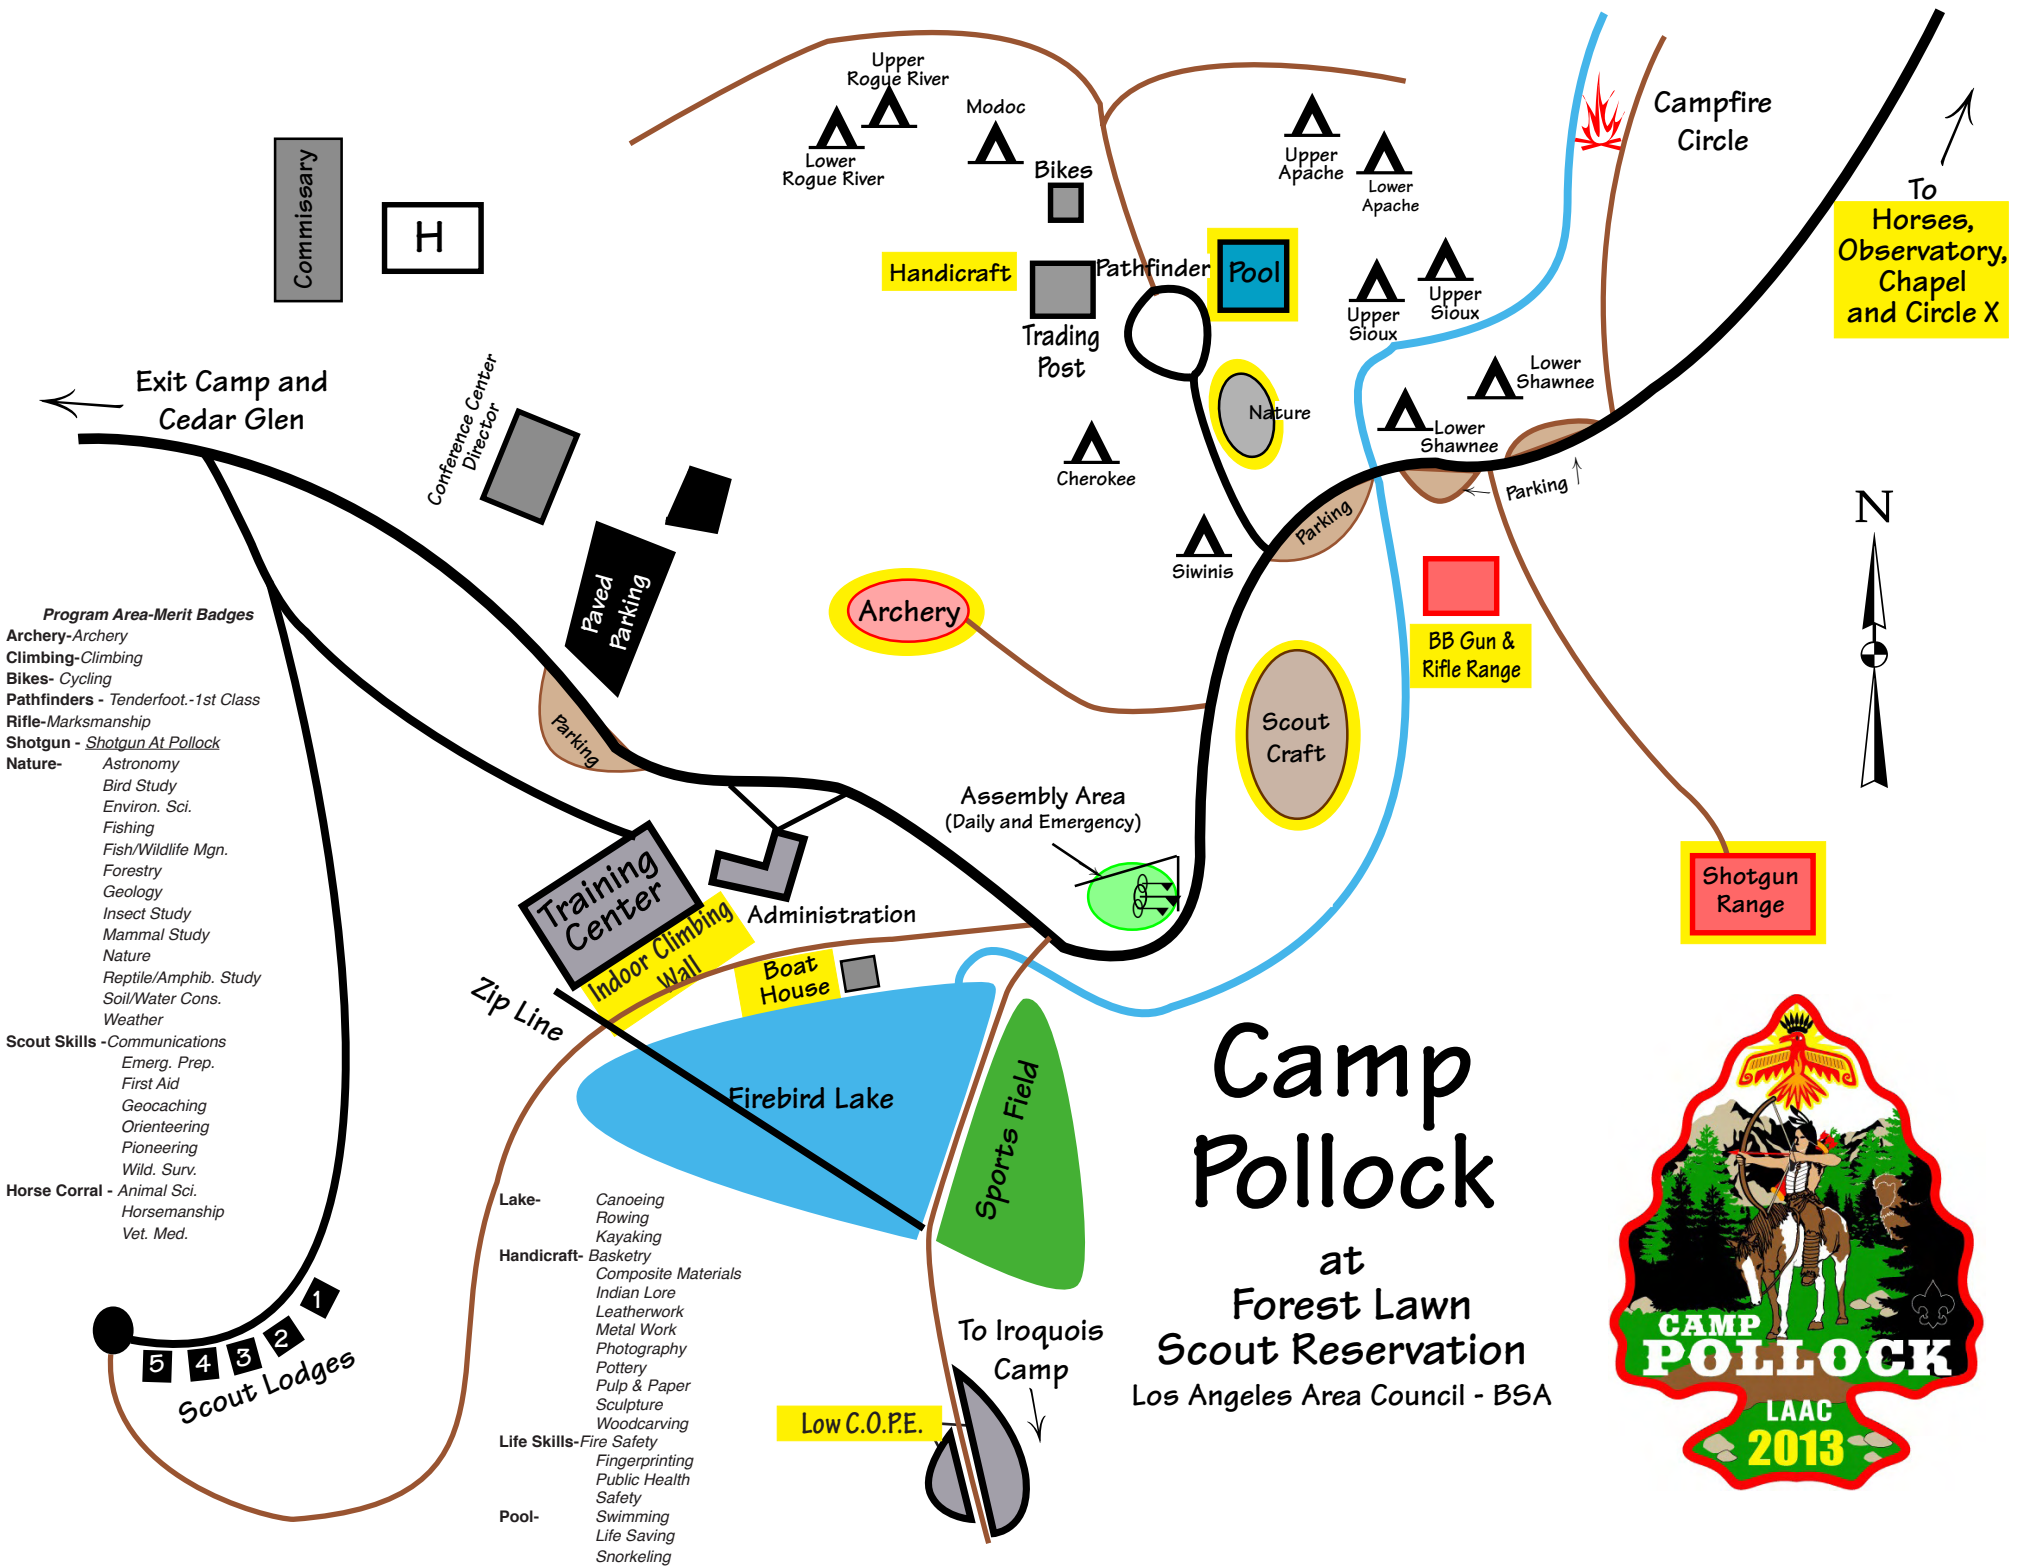 Upper
Rogue River
Lower
Rogue River
Modoc
Bikes
Upper
Apache
Lower
Apache
Campfire
Circle
To
Horses,
Observatory,
Chapel
and Circle X
Commissary
H
Handicraft
Pathfinder
Pool
Trading
Post
Upper
Sioux
Upper
Sioux
Exit Camp and
Cedar Glen
Conference Center
Director
Nature
Lower
Shawnee
Lower
Shawnee
Cherokee
Parking
Parking
N
Siwinis
Paved
Parking
Archery
BB Gun &
Rifle Range
Scout
Craft
Parking
Assembly Area
(Daily and Emergency)
Shotgun
Range
Training
Center
Administration
Indoor Climbing
Wall
Boat
House
Zip Line
Firebird Lake
Sports Field
Program Area-Merit Badges
Archery-Archery
Climbing-Climbing
Bikes- Cycling
Pathfinders - Tenderfoot.-1st Class
Rifle-Marksmanship
Shotgun - Shotgun At Pollock
Nature- Astronomy
Bird Study
Environ. Sci.
Fishing
Fish/Wildlife Mgn.
Forestry
Geology
Insect Study
Mammal Study
Nature
Reptile/Amphib. Study
Soil/Water Cons.
Weather
Scout Skills -Communications
Emerg. Prep.
First Aid
Geocaching
Orienteering
Pioneering
Wild. Surv.
Horse Corral - Animal Sci.
Horsemanship
Vet. Med.
1
2
3
4
5
Scout Lodges
Lake- Canoeing
Rowing
Kayaking
Handicraft- Basketry
Composite Materials
Indian Lore
Leatherwork
Metal Work
Photography
Pottery
Pulp & Paper
Sculpture
Woodcarving
Life Skills-Fire Safety
Fingerprinting
Public Health
Safety
Pool- Swimming
Life Saving
Snorkeling
To Iroquois
Camp
Low C.O.P.E.
Camp
Pollock
at
Forest Lawn
Scout Reservation
Los Angeles Area Council - BSA
CAMP
POLLOCK
LAAC
2013